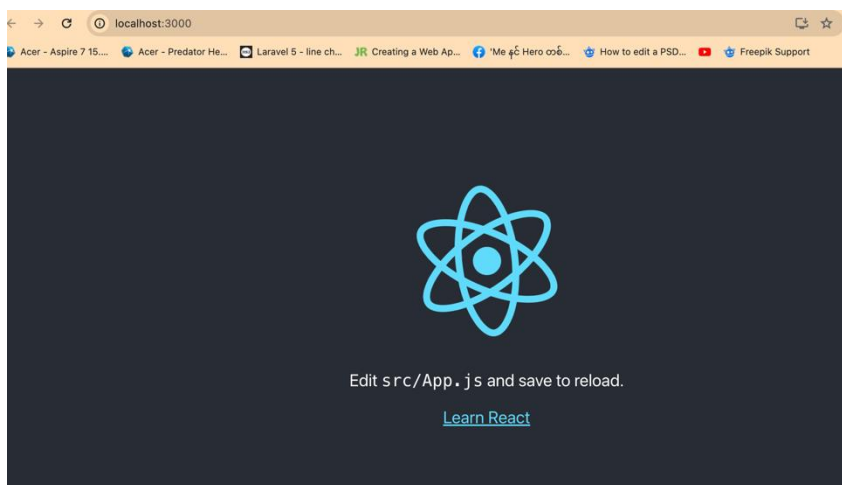 localhost:3000
Acer - Aspire 7 15.... Acer - Predator He... Laravel 5 - line ch... JR Creating a Web Ap... 'Me နှင့် Hero တစ်... How to edit a PSD... Freepik Support
Edit src/App.js and save to reload.
Learn React